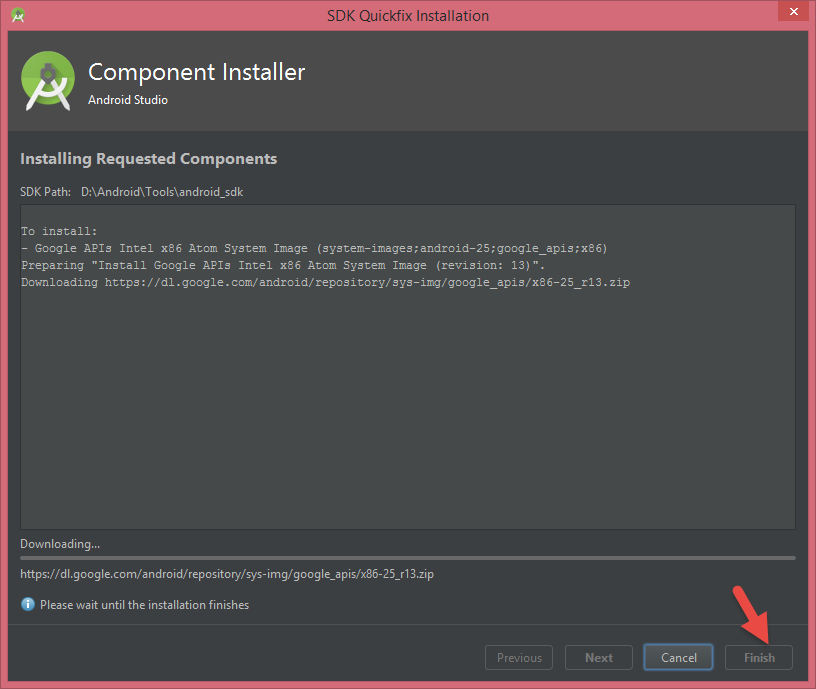 SDK Quickfix Installation
Component Installer
Android Studio
Installing Requested Components
SDK Path: D:\Android\Tools\android_sdk
To install:
- Google APIs Intel x86 Atom System Image (system-images;android-25;google_apis;x86)
Preparing "Install Google APIs Intel x86 Atom System Image (revision: 13)".
Downloading https://dl.google.com/android/repository/sys-img/google_apis/x86-25_r13.zip
Downloading...
https://dl.google.com/android/repository/sys-img/google_apis/x86-25_r13.zip
Please wait until the installation finishes
Previous Next Cancel Finish